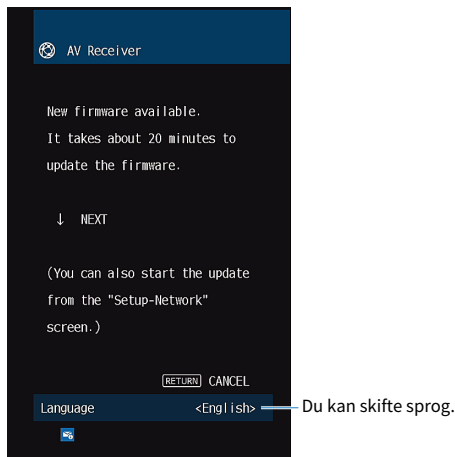 AV Receiver
New firmware available.
It takes about 20 minutes to
update the firmware.
↓ NEXT
(You can also start the update
from the "Setup-Network"
screen.)
RETURN CANCEL
Language <English> Du kan skifte sprog.